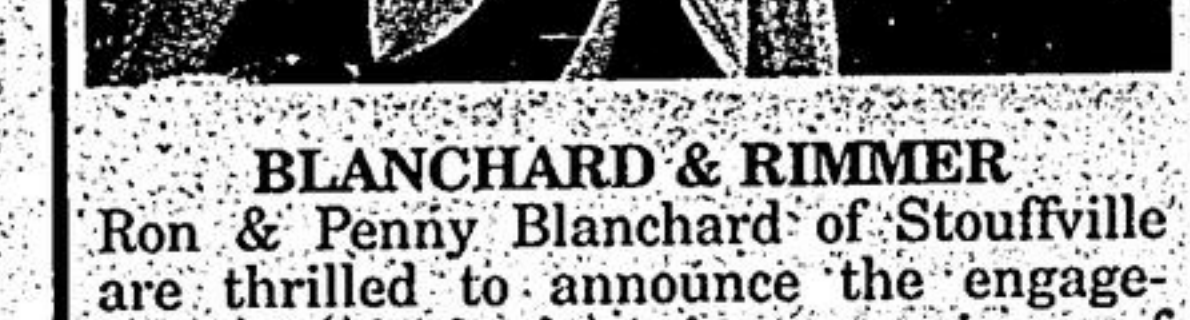 BLANCHARD & RIMMER
Ron & Penny Blanchard of Stouffville
are thrilled to announce the engage-